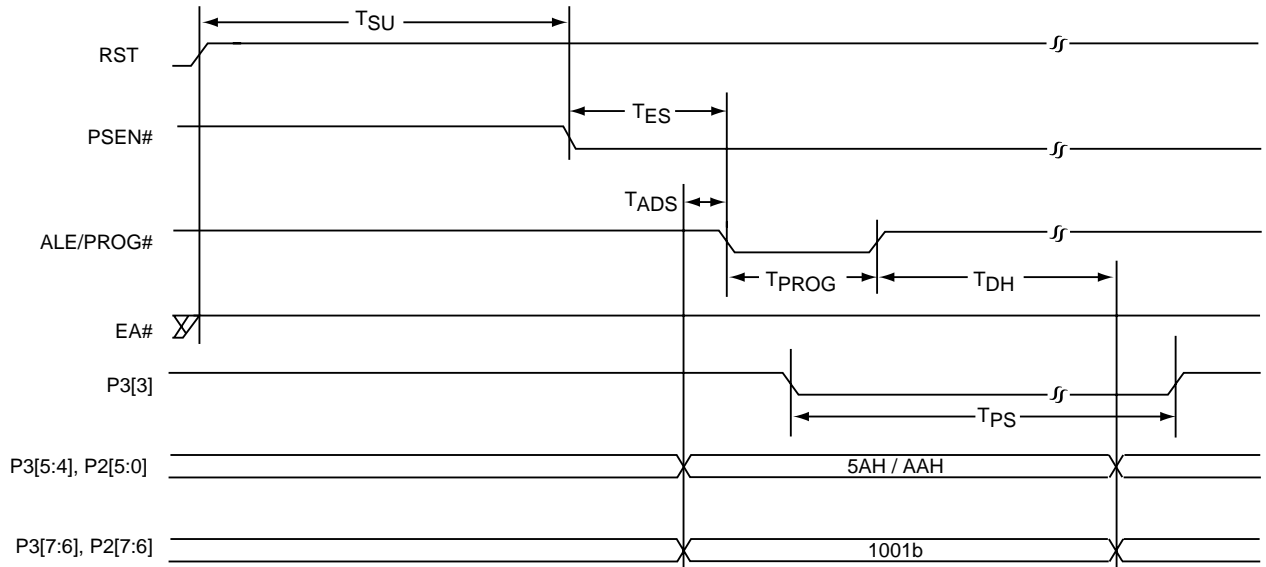 TSU
RST
TES
PSEN#
TADS
ALE/PROG#
TPROG
TDH
EA#
P3[3]
TPS
P3[5:4], P2[5:0]
5AH / AAH
P3[7:6], P2[7:6]
1001b